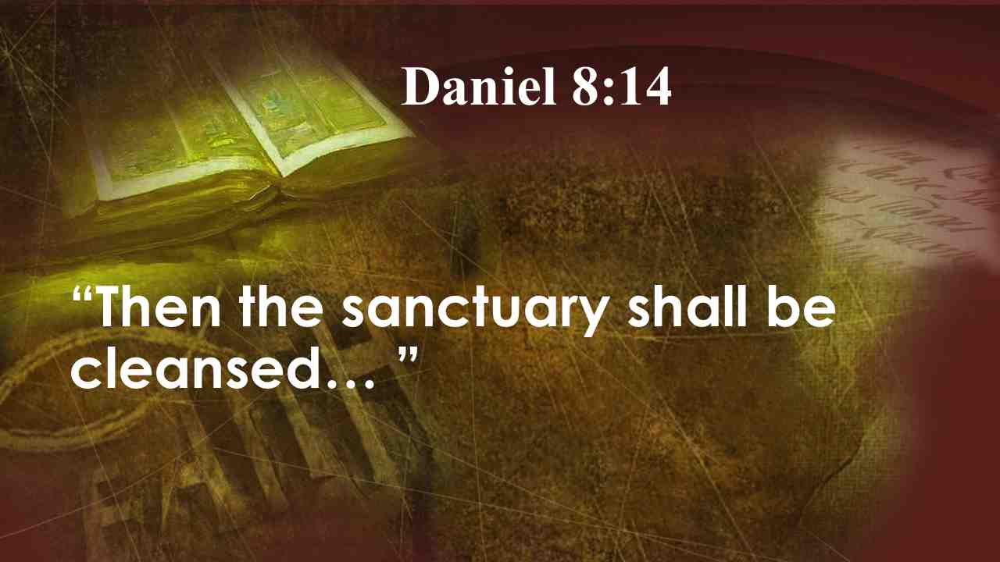 Daniel 8:14
“Then the sanctuary shall be
cleansed… ”